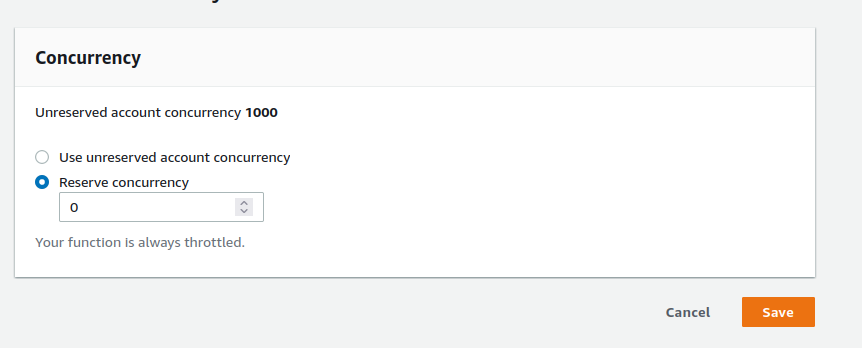 Concurrency
Unreserved account concurrency 1000
Use unreserved account concurrency
Reserve concurrency
0
Your function is always throttled.
Cancel Save